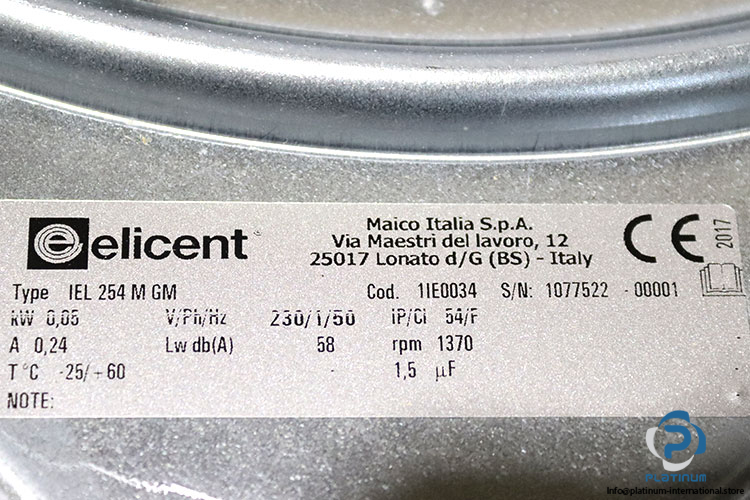 e elicent
Maico Italia S.p.A.
Via Maestri del lavoro, 12
25017 Lonato d/G (BS) - Italy
CE 2017
Type IEL 254 M GM Cod. 1IE0034 S/N: 1077522 -00001
kW 0,05 V/Ph/Hz 230/1/50 IP/Cl 54/F
A 0,24 Lw db(A) 58 rpm 1370
T °C -25/+60 1,5 µF
NOTE:
PLATINUM
info@platinum-international.store